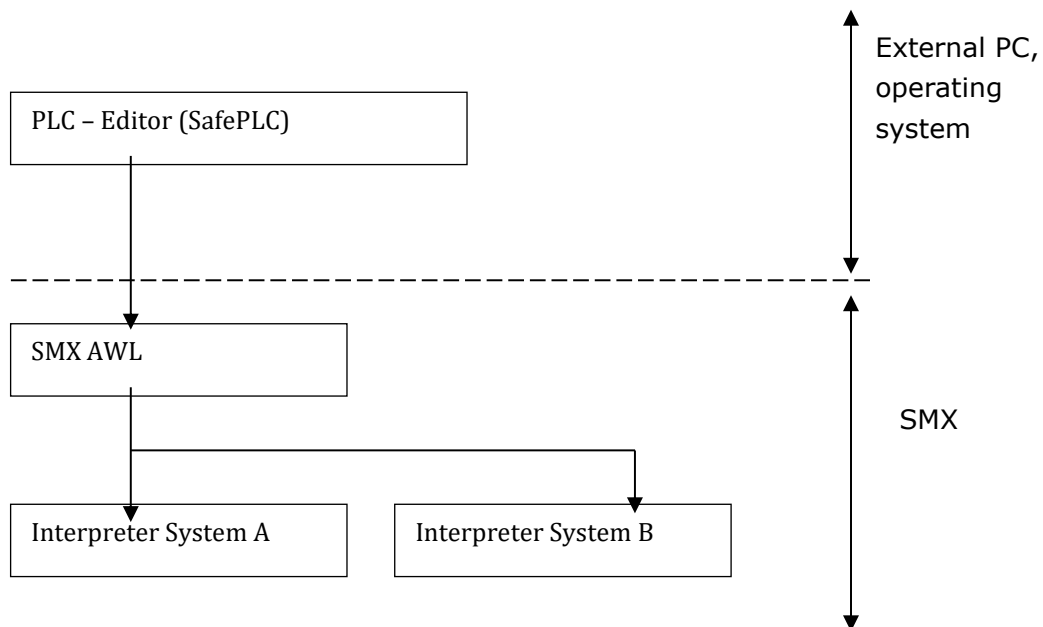 External PC,
operating
system
PLC – Editor (SafePLC)
SMX AWL
SMX
Interpreter System A
Interpreter System B